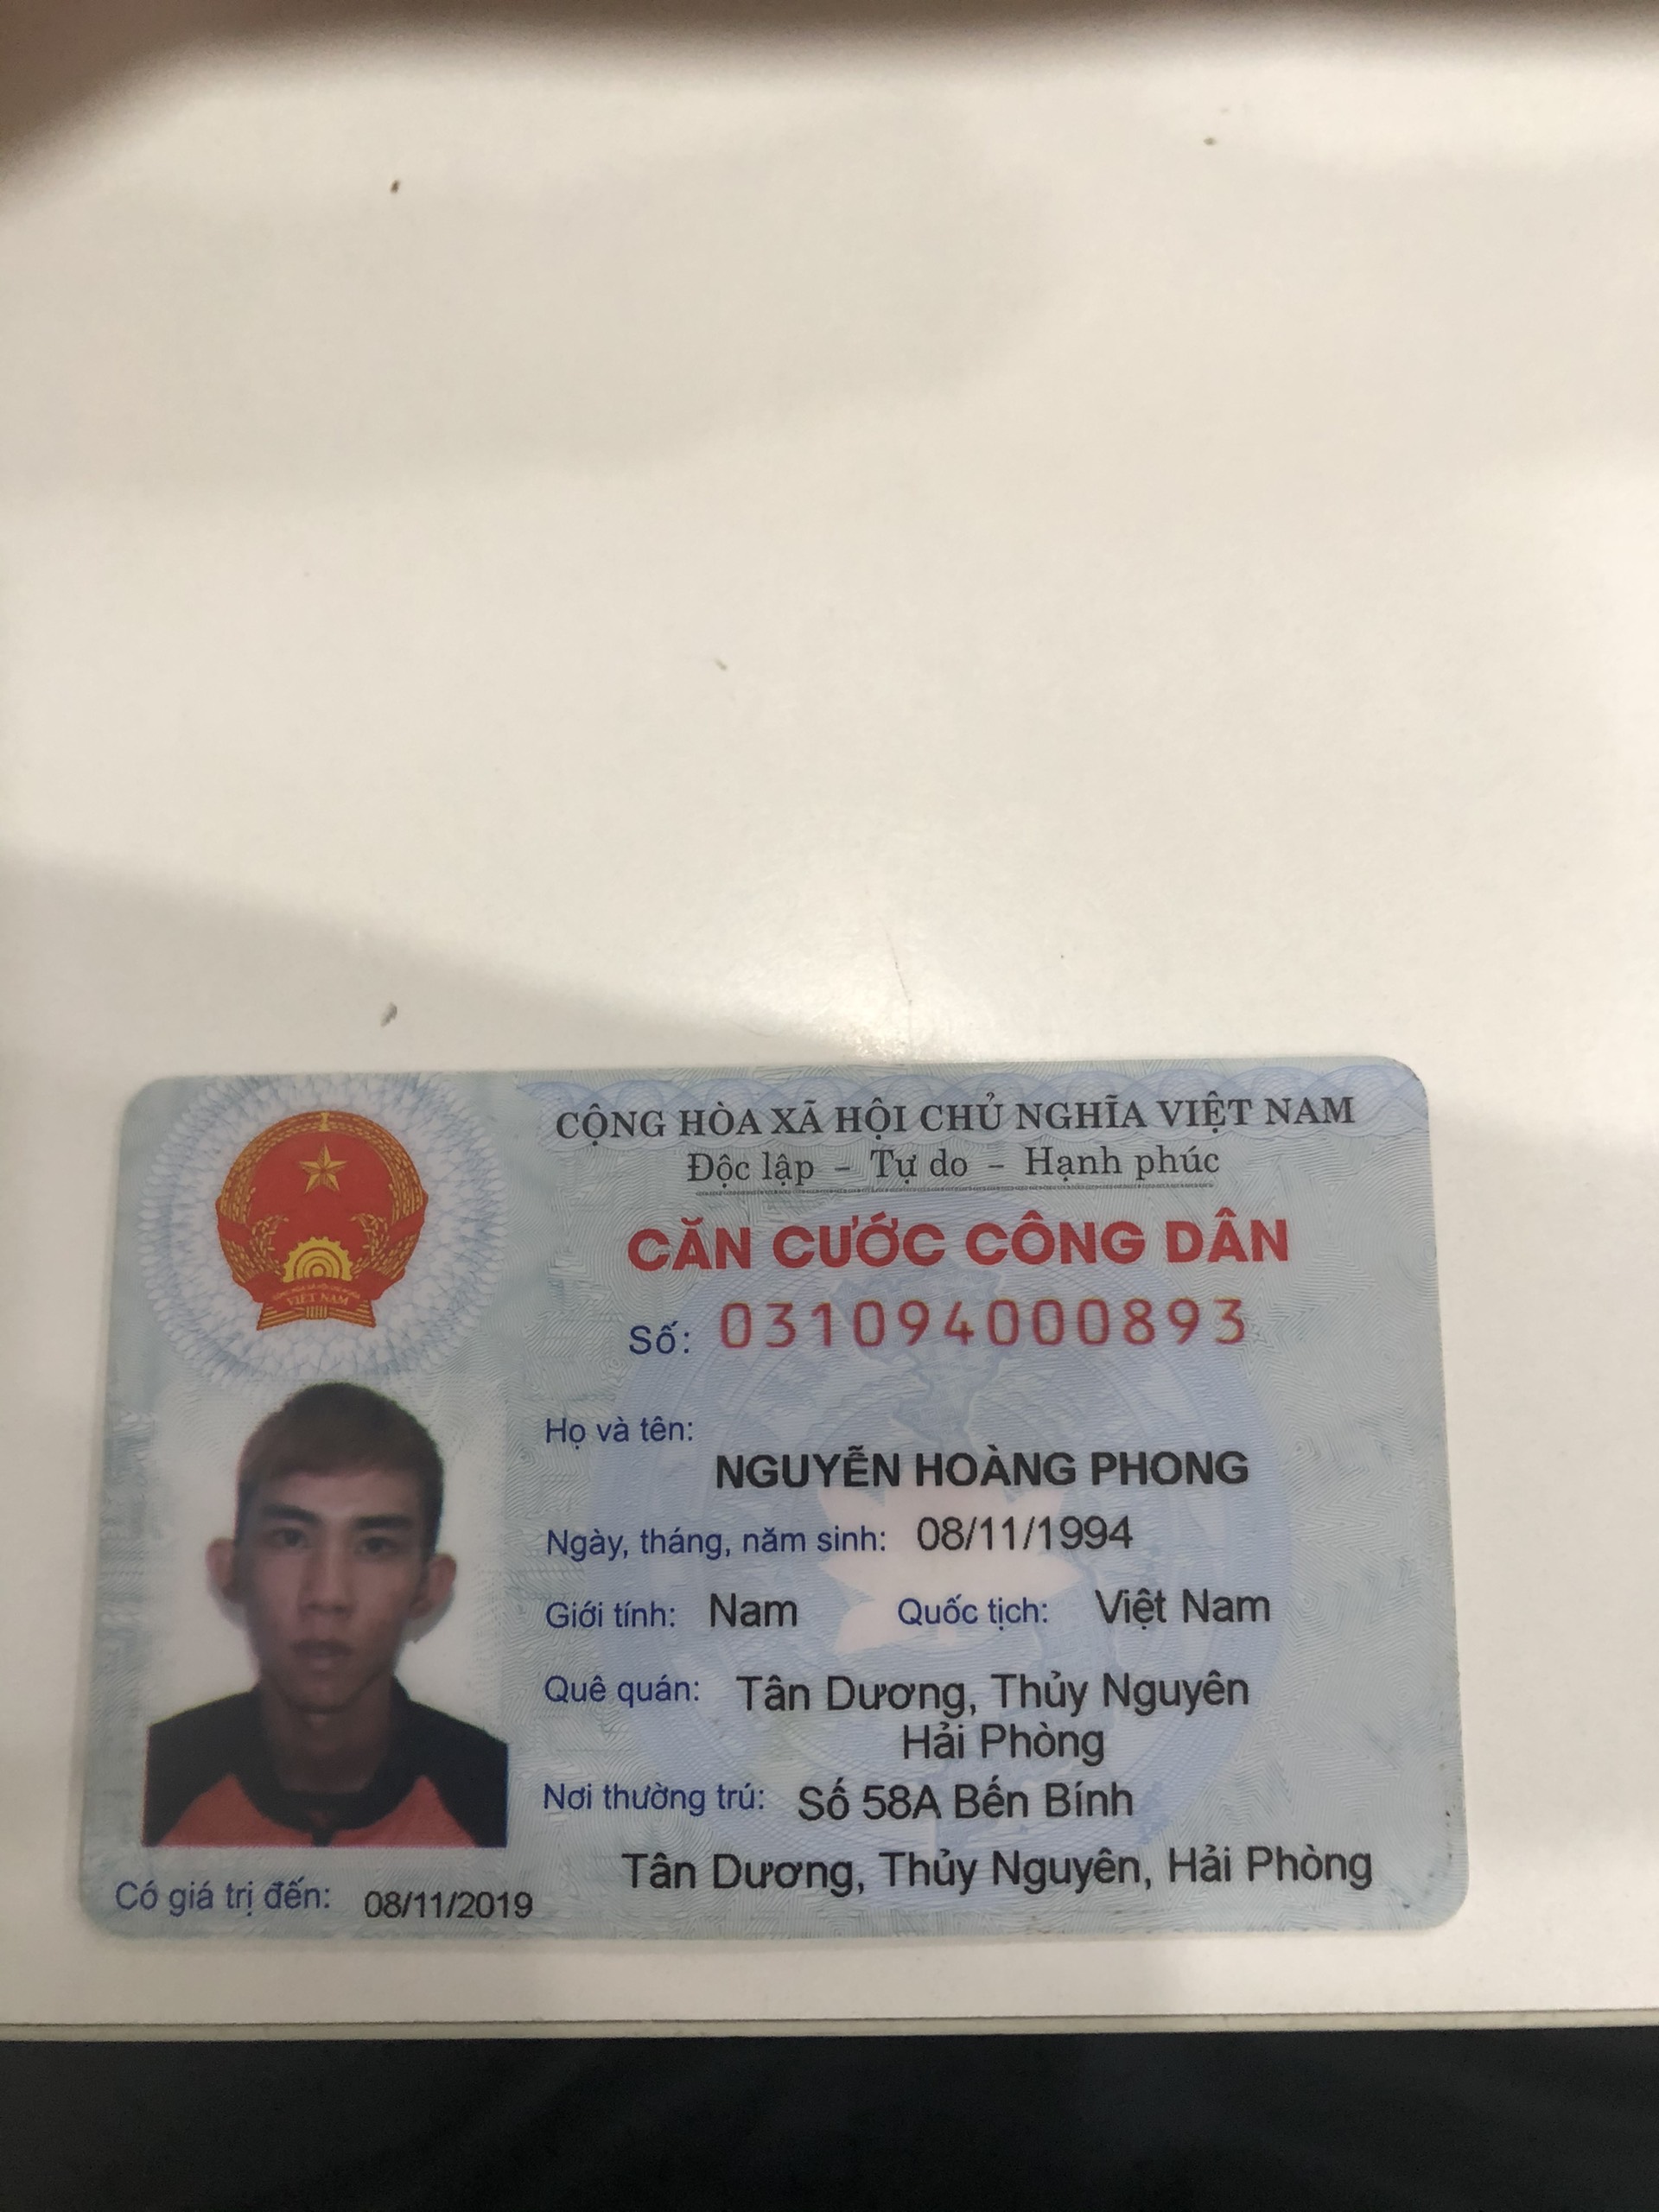 CỘNG HÒA XÃ HỘI CHỦ NGHĨA VIỆT NAM
Độc lập – Tự do – Hạnh phúc
CĂN CƯỚC CÔNG DÂN
Số: 031094000893
Họ và tên:
NGUYỄN HOÀNG PHONG
Ngày, tháng, năm sinh: 08/11/1994
Giới tính: Nam Quốc tịch: Việt Nam
Quê quán: Tân Dương, Thủy Nguyên
Hải Phòng
Nơi thường trú: Số 58A Bến Bính
Tân Dương, Thủy Nguyên, Hải Phòng
Có giá trị đến: 08/11/2019
VIỆT NAM